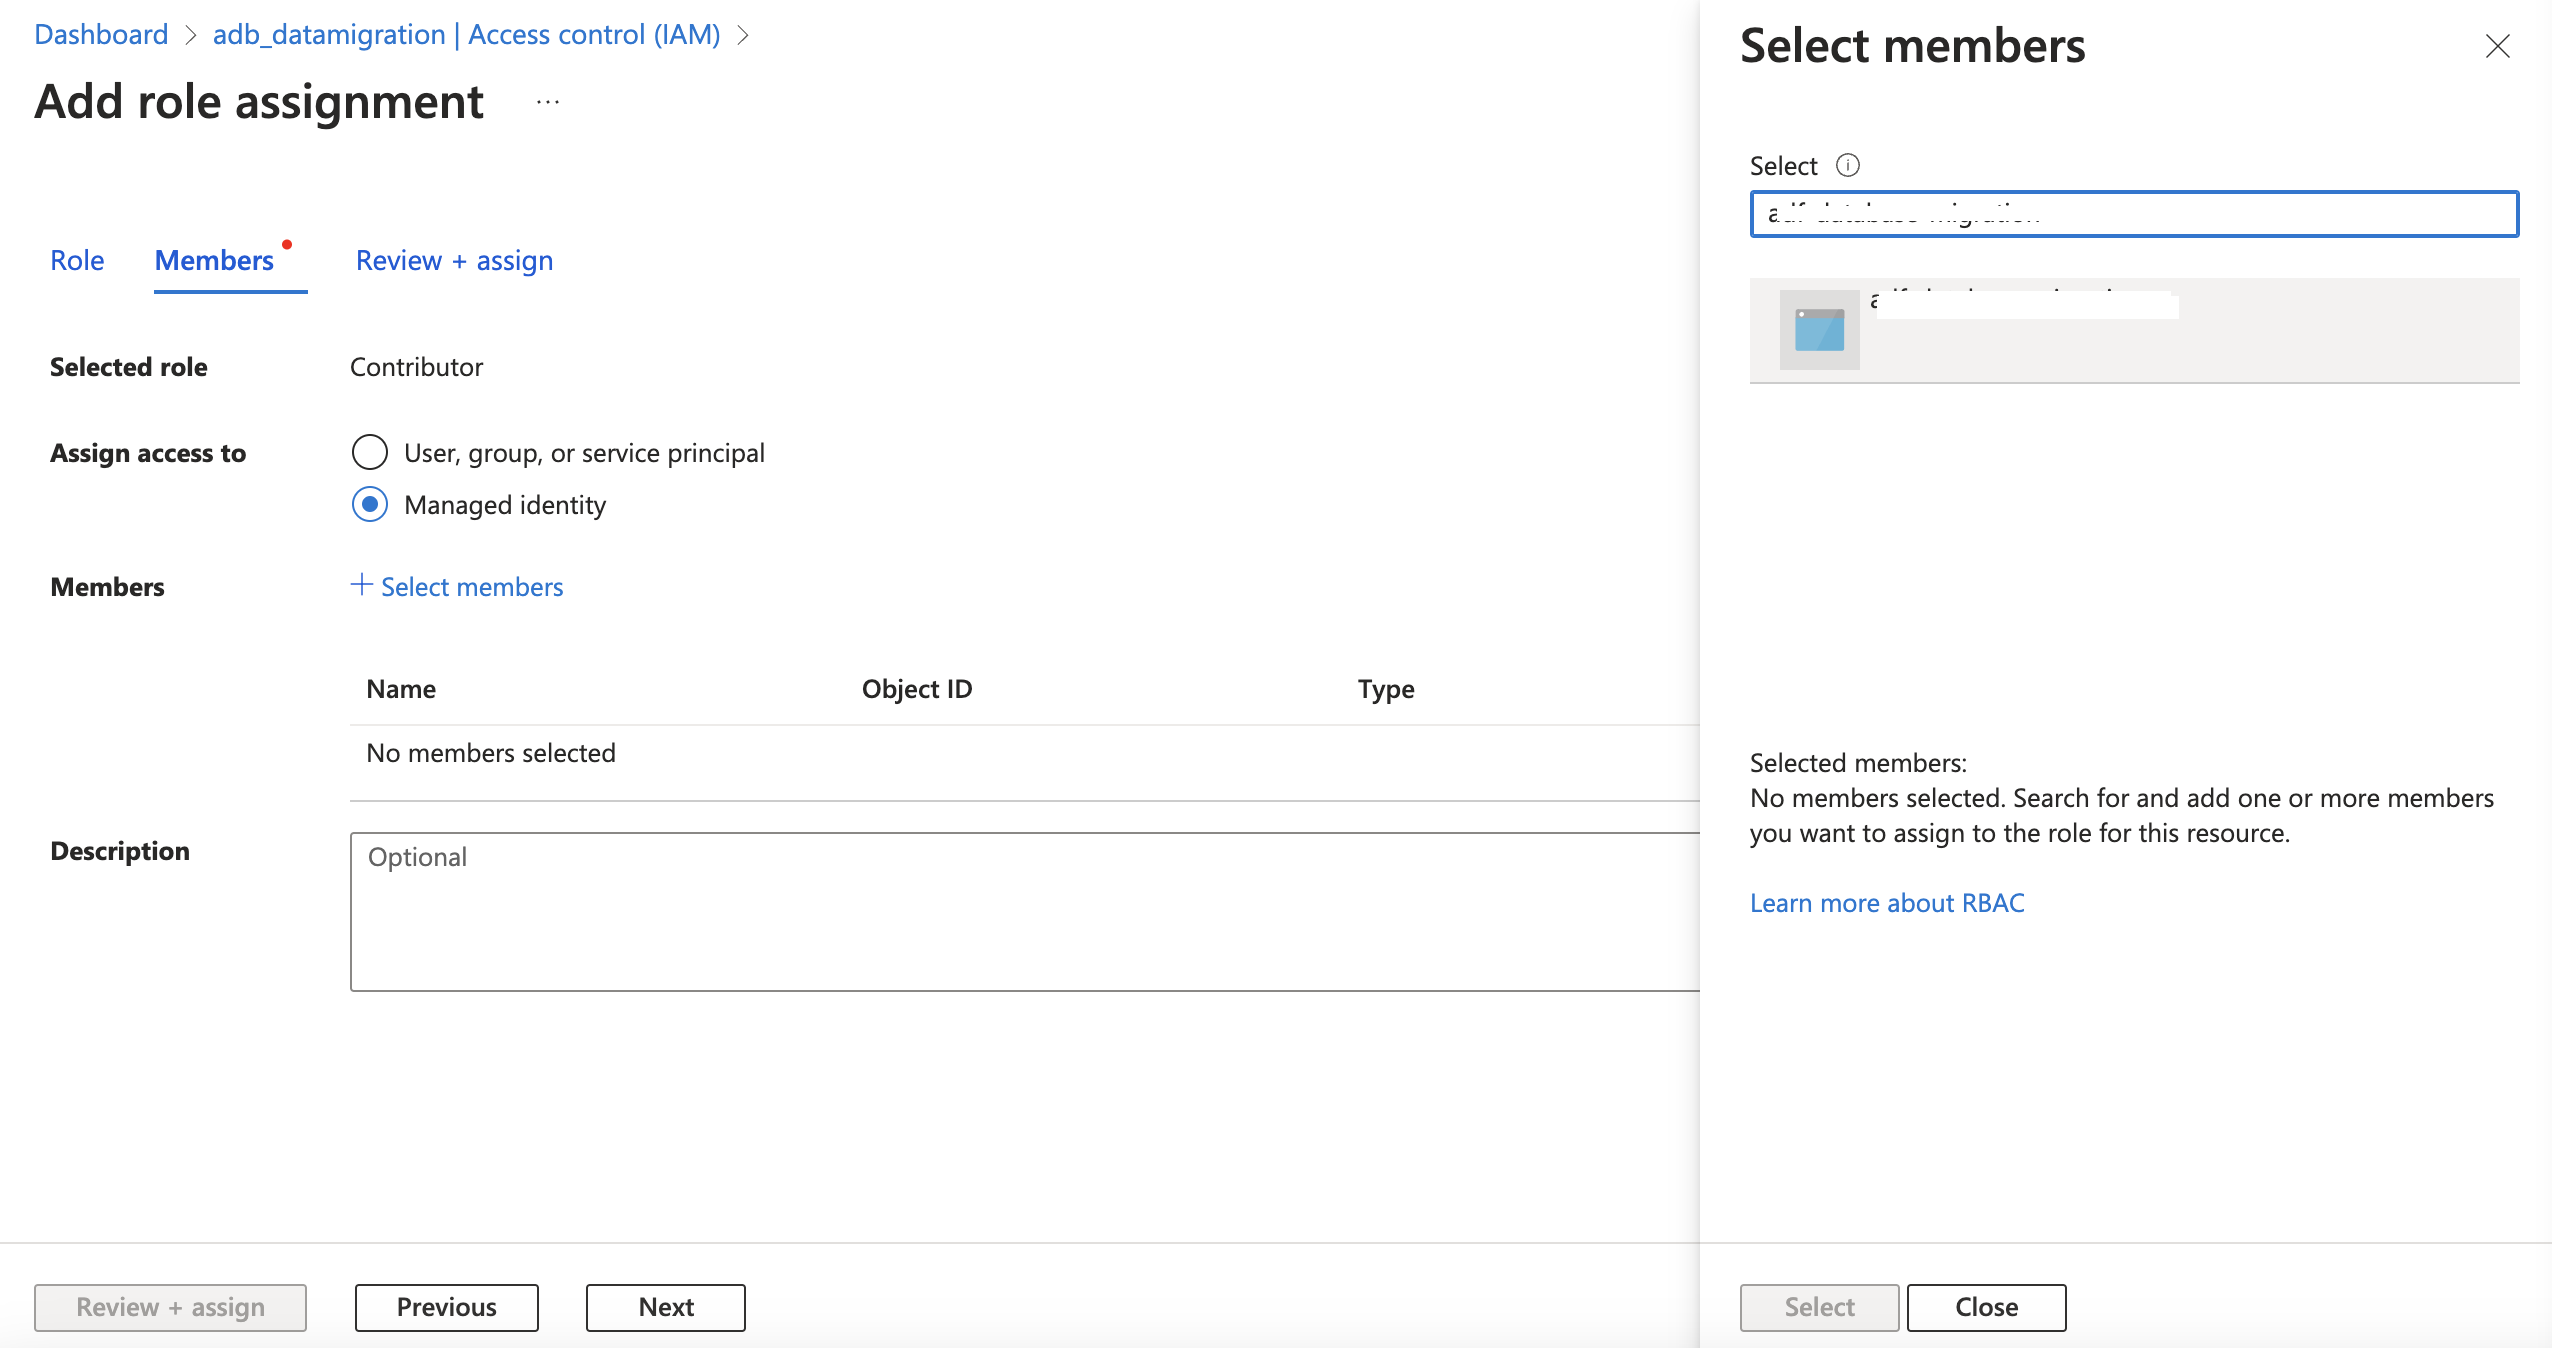 Dashboard > adb_datamigration | Access control (IAM) >
Add role assignment ...
Role Members Review + assign
Selected role Contributor
Assign access to User, group, or service principal
Managed identity
Members + Select members
Name Object ID Type
No members selected
Description Optional
Review + assign Previous Next
Select members
Select
Selected members:
No members selected. Search for and add one or more members
you want to assign to the role for this resource.
Learn more about RBAC
Select Close